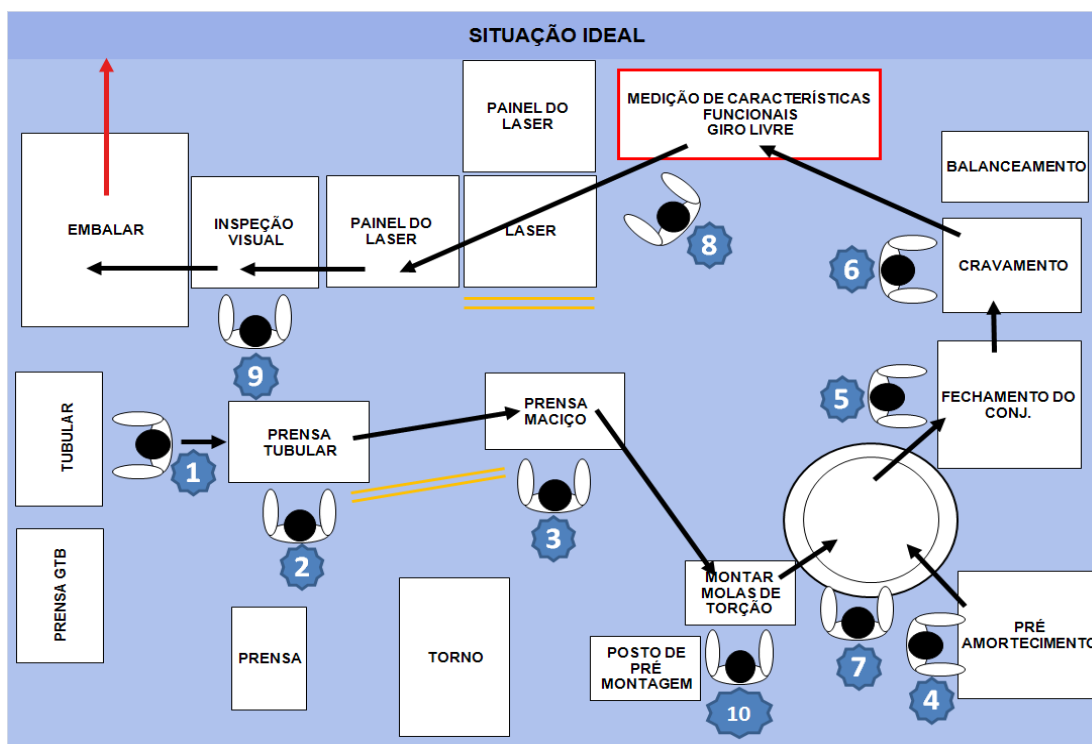 SITUAÇÃO IDEAL
PAINEL DO
LASER
MEDIÇÃO DE CARACTERÍSTICAS
FUNCIONAIS
GIRO LIVRE
BALANCEAMENTO
EMBALAR
INSPEÇÃO
VISUAL
PAINEL DO
LASER
LASER
8
6
CRAVAMENTO
9
5
FECHAMENTO DO
CONJ.
TUBULAR
1
PRENSA
TUBULAR
PRENSA
MACIÇO
2
3
PRENSA GTB
MONTAR
MOLAS DE
TORÇÃO
PRENSA
TORNO
POSTO DE
PRÉ
MONTAGEM
10
7
4
PRÉ
AMORTECIMENTO